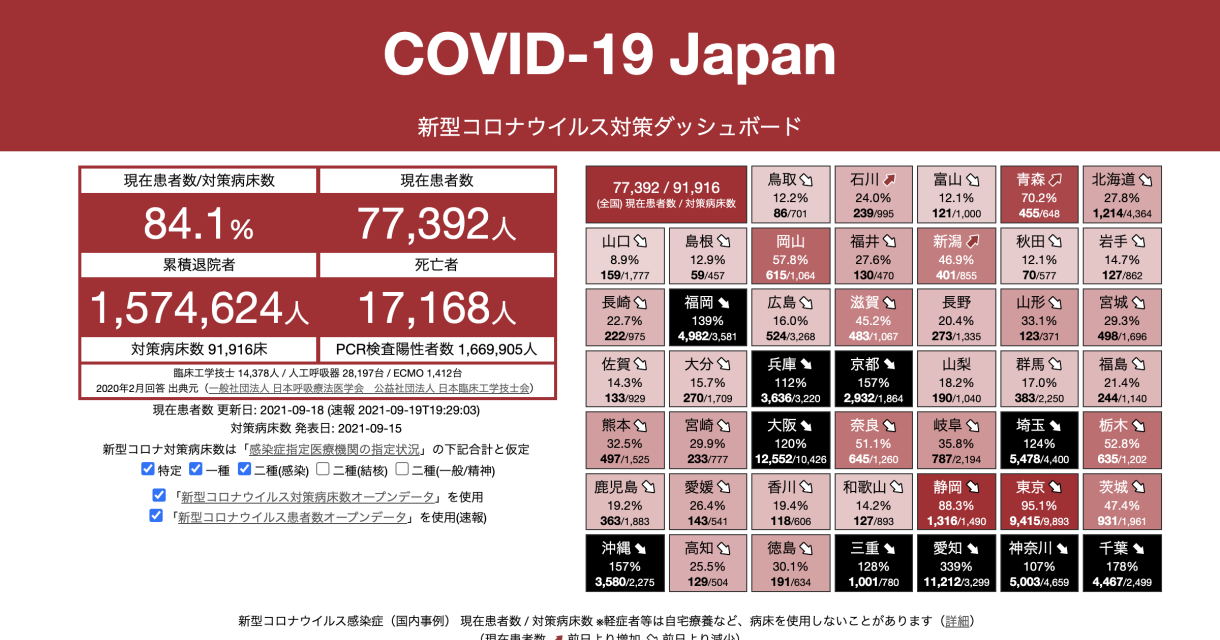 COVID-19 Japan
新型コロナウイルス対策ダッシュボード
現在患者数/対策病床数
現在患者数
84.1%
77,392人
累積退院者
死亡者
1,574,624人
17,168人
対策病床数 91,916床
PCR検査陽性者数 1,669,905人
臨床工学技士 14,378人 / 人工呼吸器 28,197台 / ECMO 1,412台
2020年2月回答 出典元（一般社団法人 日本呼吸療法医学会　公益社団法人 日本臨床工学技士会）
現在患者数 更新日: 2021-09-18 (速報 2021-09-19T19:29:03)
対策病床数 発表日: 2021-09-15
新型コロナ対策病床数は「感染症指定医療機関の指定状況」の下記合計と仮定
特定 一種 二種(感染) 二種(結核) 二種(一般/精神)
「新型コロナウイルス対策病床数オープンデータ」を使用
「新型コロナウイルス患者数オープンデータ」を使用(速報)
77,392 / 91,916
(全国) 現在患者数 / 対策病床数
鳥取
12.2%
86/701
石川
24.0%
239/995
富山
12.1%
121/1,000
青森
70.2%
455/648
北海道
27.8%
1,214/4,364
山口
8.9%
159/1,777
島根
12.9%
59/457
岡山
57.8%
615/1,064
福井
27.6%
130/470
新潟
46.9%
401/855
秋田
12.1%
70/577
岩手
14.7%
127/862
長崎
22.7%
222/975
福岡
139%
4,982/3,581
広島
16.0%
524/3,268
滋賀
45.2%
483/1,067
長野
20.4%
273/1,335
山形
33.1%
123/371
宮城
29.3%
498/1,696
佐賀
14.3%
133/929
大分
15.7%
270/1,709
兵庫
112%
3,636/3,220
京都
157%
2,932/1,864
山梨
18.2%
190/1,040
群馬
17.0%
383/2,250
福島
21.4%
244/1,140
熊本
32.5%
497/1,525
宮崎
29.9%
233/777
大阪
120%
12,552/10,426
奈良
51.1%
645/1,260
岐阜
35.8%
787/2,194
埼玉
124%
5,478/4,400
栃木
52.8%
635/1,202
鹿児島
19.2%
363/1,883
愛媛
26.4%
143/541
香川
19.4%
118/606
和歌山
14.2%
127/893
静岡
88.3%
1,316/1,490
東京
95.1%
9,415/9,893
茨城
47.4%
931/1,961
沖縄
157%
3,580/2,275
高知
25.5%
129/504
徳島
30.1%
191/634
三重
128%
1,001/780
愛知
339%
11,212/3,299
神奈川
107%
5,003/4,659
千葉
178%
4,467/2,499
新型コロナウイルス感染症（国内事例） 現在患者数 / 対策病床数 ※軽症者等は自宅療養など、病床を使用しないことがあります（詳細）
（現在患者数 前日より増加 前日より減少）